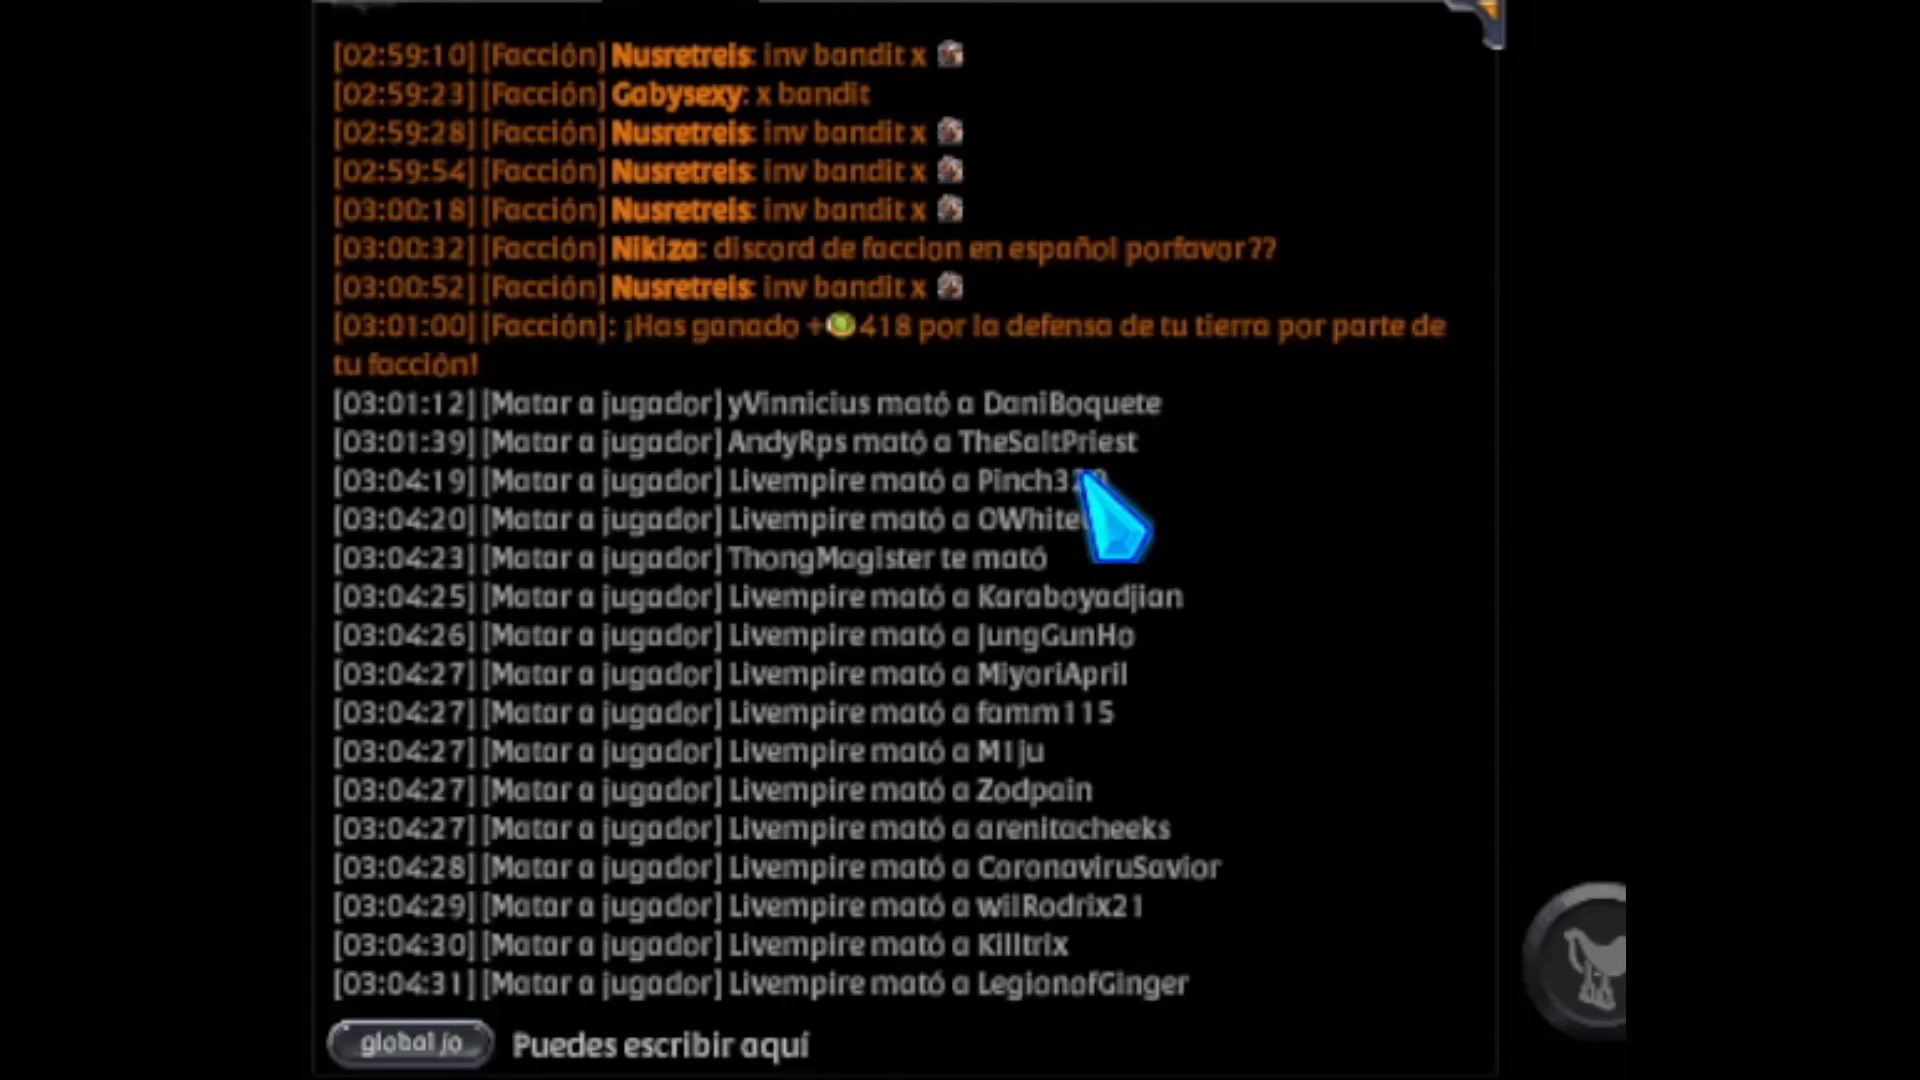 [02:59:10] [Facción] Nusretreis: inv bandit x
[02:59:23] [Facción] Gabysexy: x bandit
[02:59:28] [Facción] Nusretreis: inv bandit x
[02:59:54] [Facción] Nusretreis: inv bandit x
[03:00:18] [Facción] Nusretreis: inv bandit x
[03:00:32] [Facción] Nikiza: discord de faccion en español porfavor??
[03:00:52] [Facción] Nusretreis: inv bandit x
[03:01:00] [Facción]: ¡Has ganado + 418 por la defensa de tu tierra por parte de
tu facción!
[03:01:12] [Matar a jugador] yVinnicius mató a DaniBoquete
[03:01:39] [Matar a jugador] AndyRps mató a TheSaltPriest
[03:04:19] [Matar a jugador] Livempire mató a
[03:04:20] [Matar a jugador] Livempire mató a
[03:04:23] [Matar a jugador] ThongMagister te mató
[03:04:25] [Matar a jugador] Livempire mató a Karaboyadjian
[03:04:26] [Matar a jugador] Livempire mató a JungGunHo
[03:04:27] [Matar a jugador] Livempire mató a MiyoriApril
[03:04:27] [Matar a jugador] Livempire mató a famm115
[03:04:27] [Matar a jugador] Livempire mató a M1ju
[03:04:27] [Matar a jugador] Livempire mató a Zodpain
[03:04:27] [Matar a jugador] Livempire mató a arenitacheeks
[03:04:28] [Matar a jugador] Livempire mató a CoronaviruSavior
[03:04:29] [Matar a jugador] Livempire mató a wilRodrix21
[03:04:30] [Matar a jugador] Livempire mató a Killtrix
[03:04:31] [Matar a jugador] Livempire mató a LegionofGinger
global /o Puedes escribir aquí